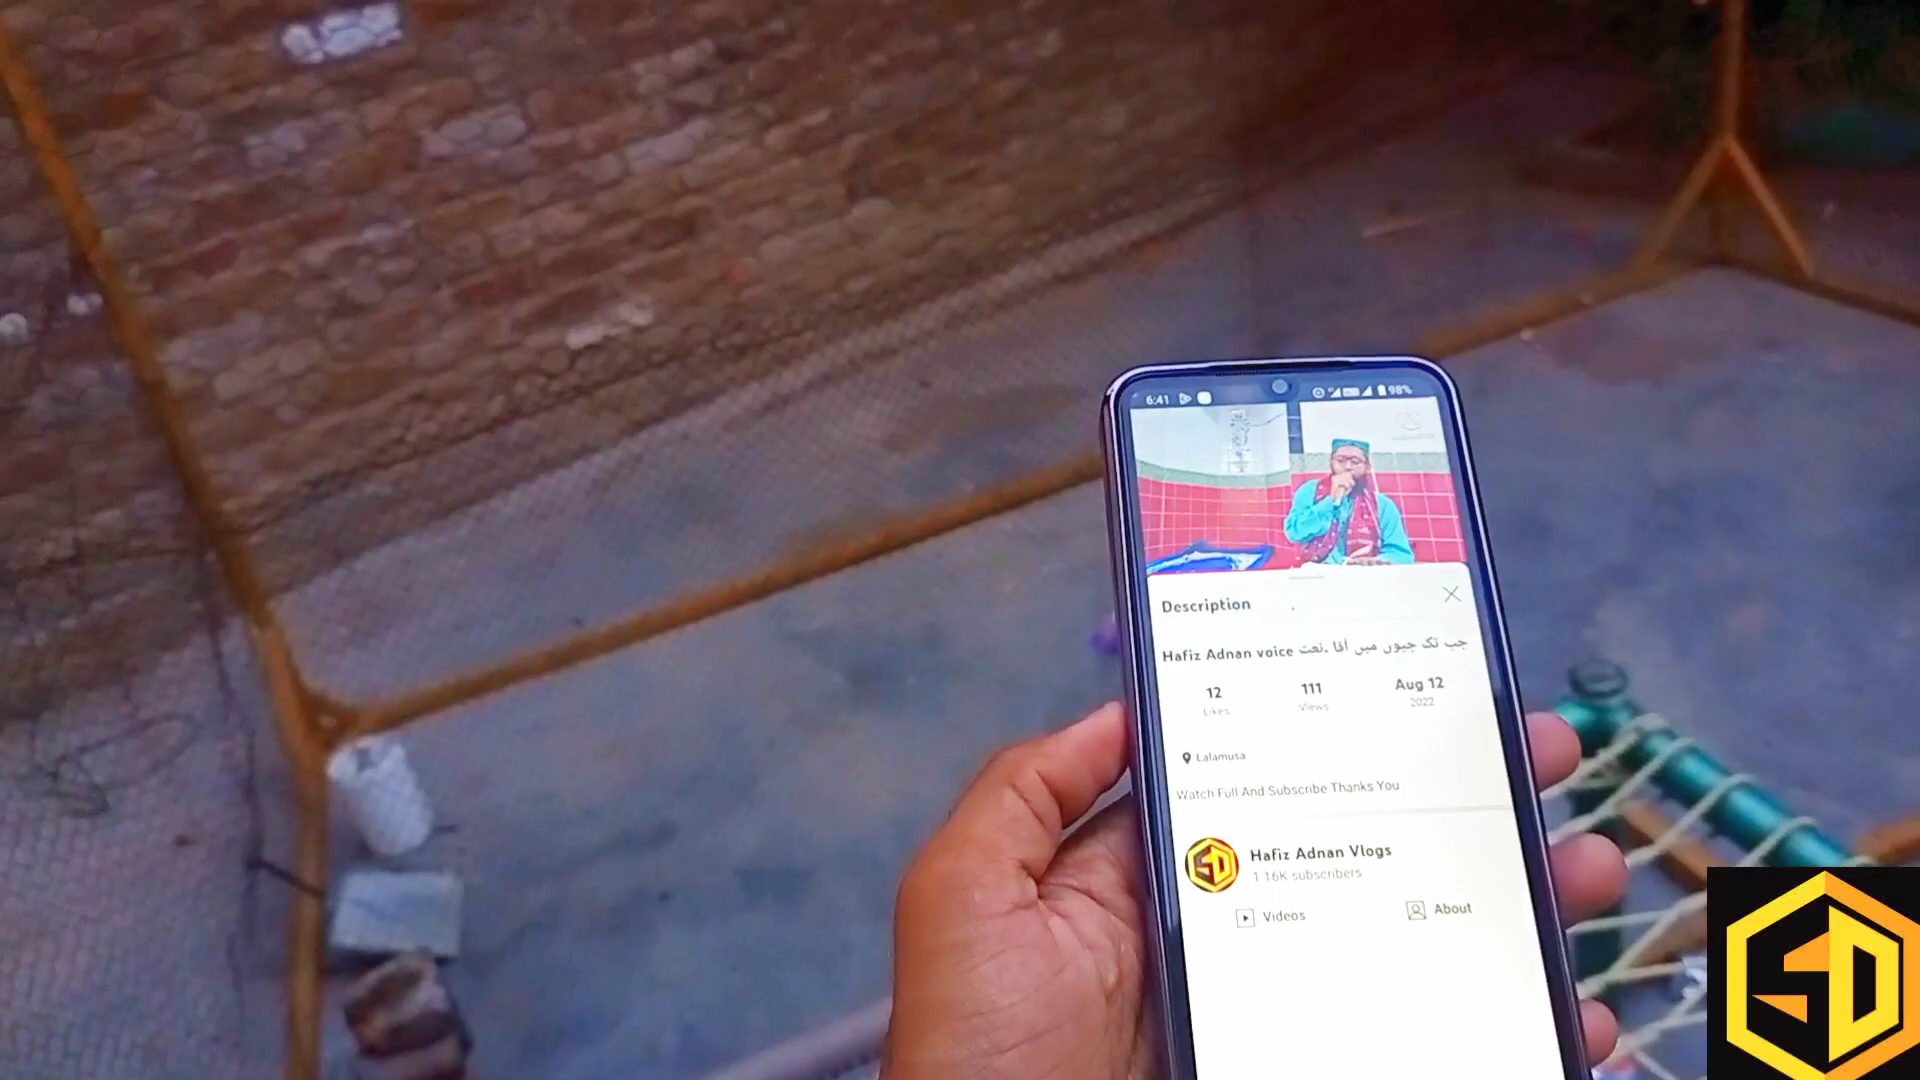 6:41 98%
Description
Hafiz Adnan voice جب تک جیوں میں آقا .نعت
12 111 Aug 12
Likes Views 2022
Lalamusa
Watch Full And Subscribe Thanks You
Hafiz Adnan Vlogs
1.16K subscribers
Videos About
SD